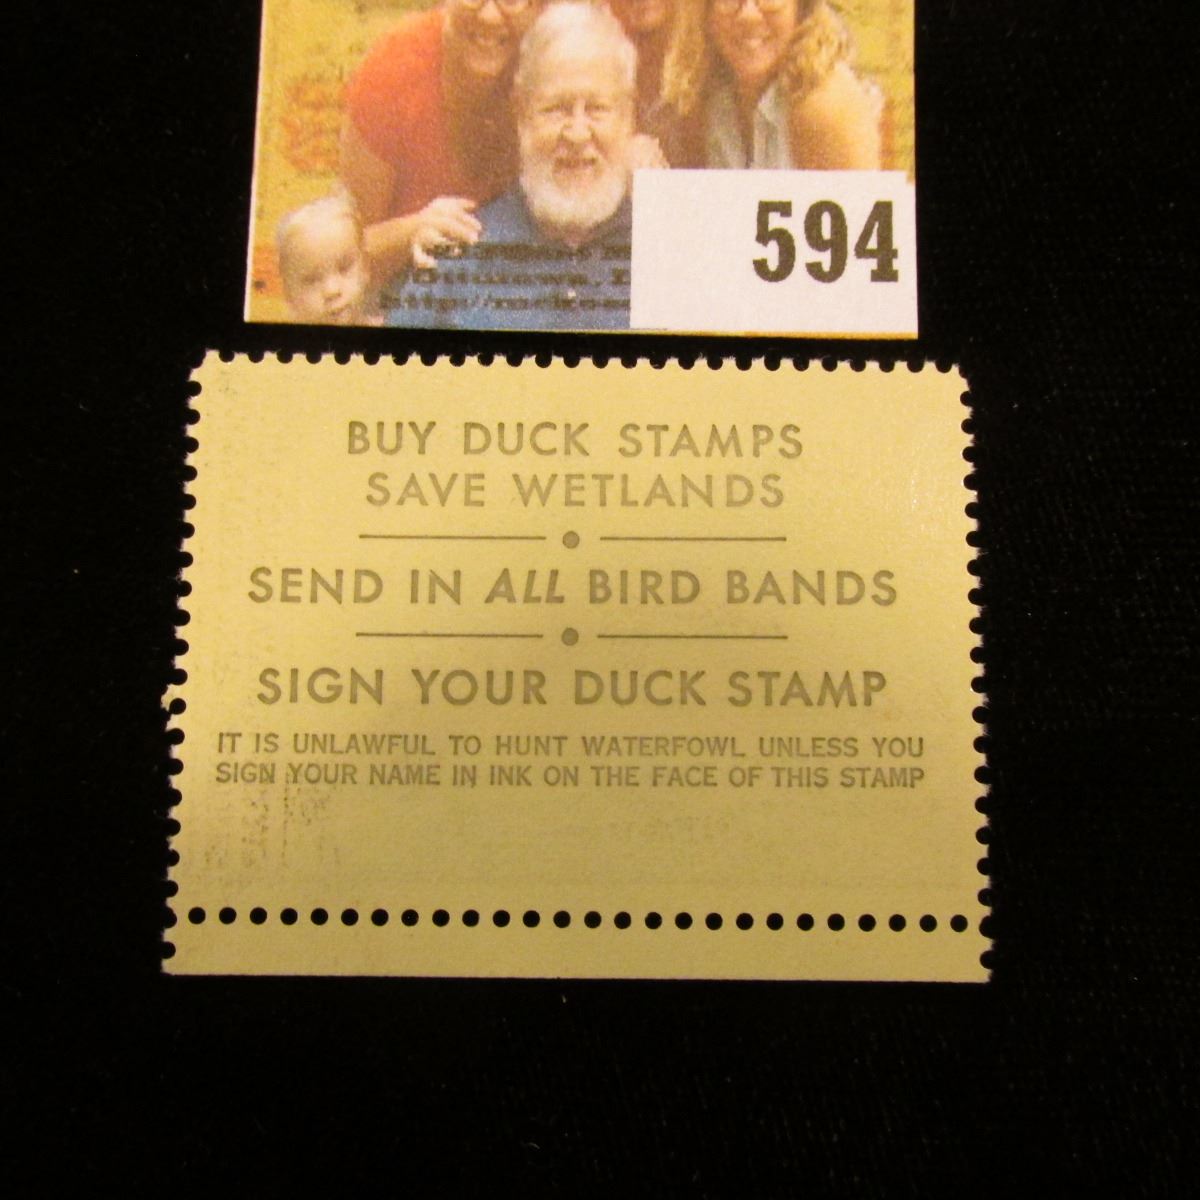 594
BUY DUCK STAMPS
SAVE WETLANDS
SEND IN ALL BIRD BANDS
SIGN YOUR DUCK STAMP
IT IS UNLAWFUL TO HUNT WATERFOWL UNLESS YOU
SIGN YOUR NAME IN INK ON THE FACE OF THIS STAMP